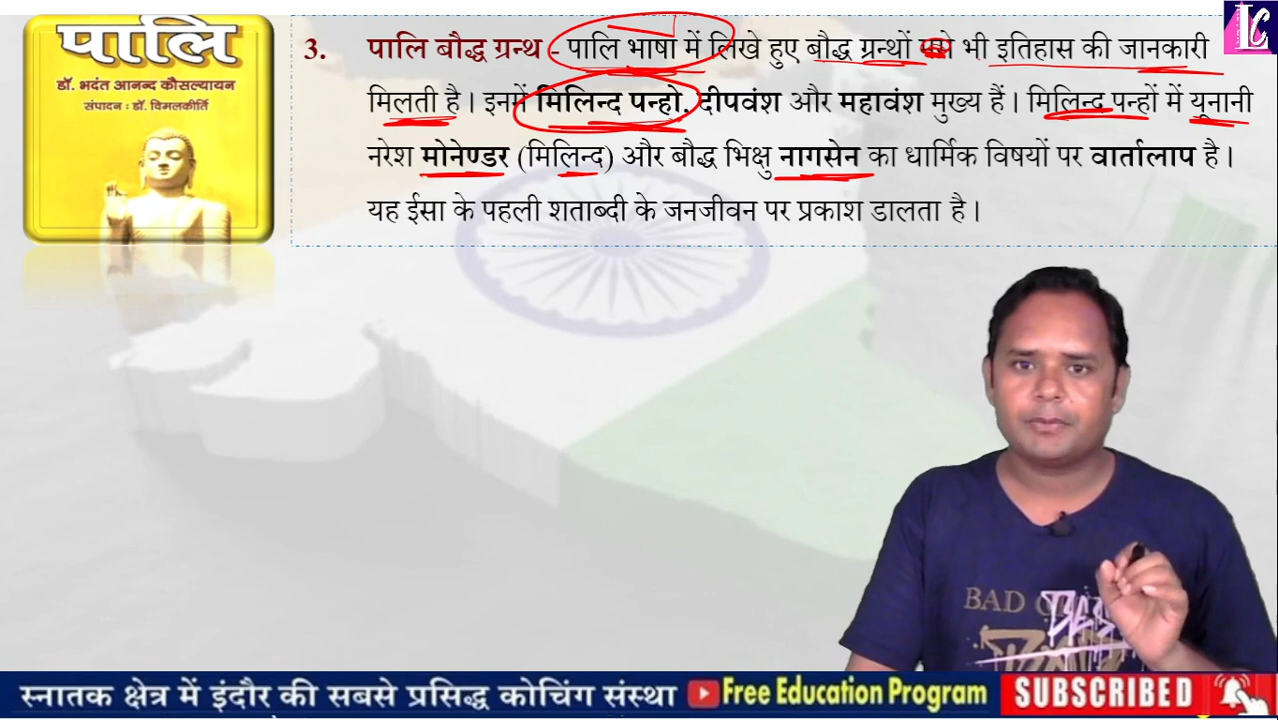 पालि
डॉ. भदंत आनन्द कौसल्यायन
संपादन : डॉ. विमलकीर्ति
3. पालि बौद्ध ग्रन्थ - पालि भाषा में लिखे हुए बौद्ध ग्रन्थों से भी इतिहास की जानकारी
मिलती है। इनमें मिलिन्द पन्हो, दीपवंश और महावंश मुख्य हैं। मिलिन्द पन्हों में यूनानी
नरेश मोनेण्डर (मिलिन्द) और बौद्ध भिक्षु नागसेन का धार्मिक विषयों पर वार्तालाप है।
यह ईसा के पहली शताब्दी के जनजीवन पर प्रकाश डालता है।
LC
BAD
स्नातक क्षेत्र में इंदौर की सबसे प्रसिद्ध कोचिंग संस्था Free Education Program SUBSCRIBED